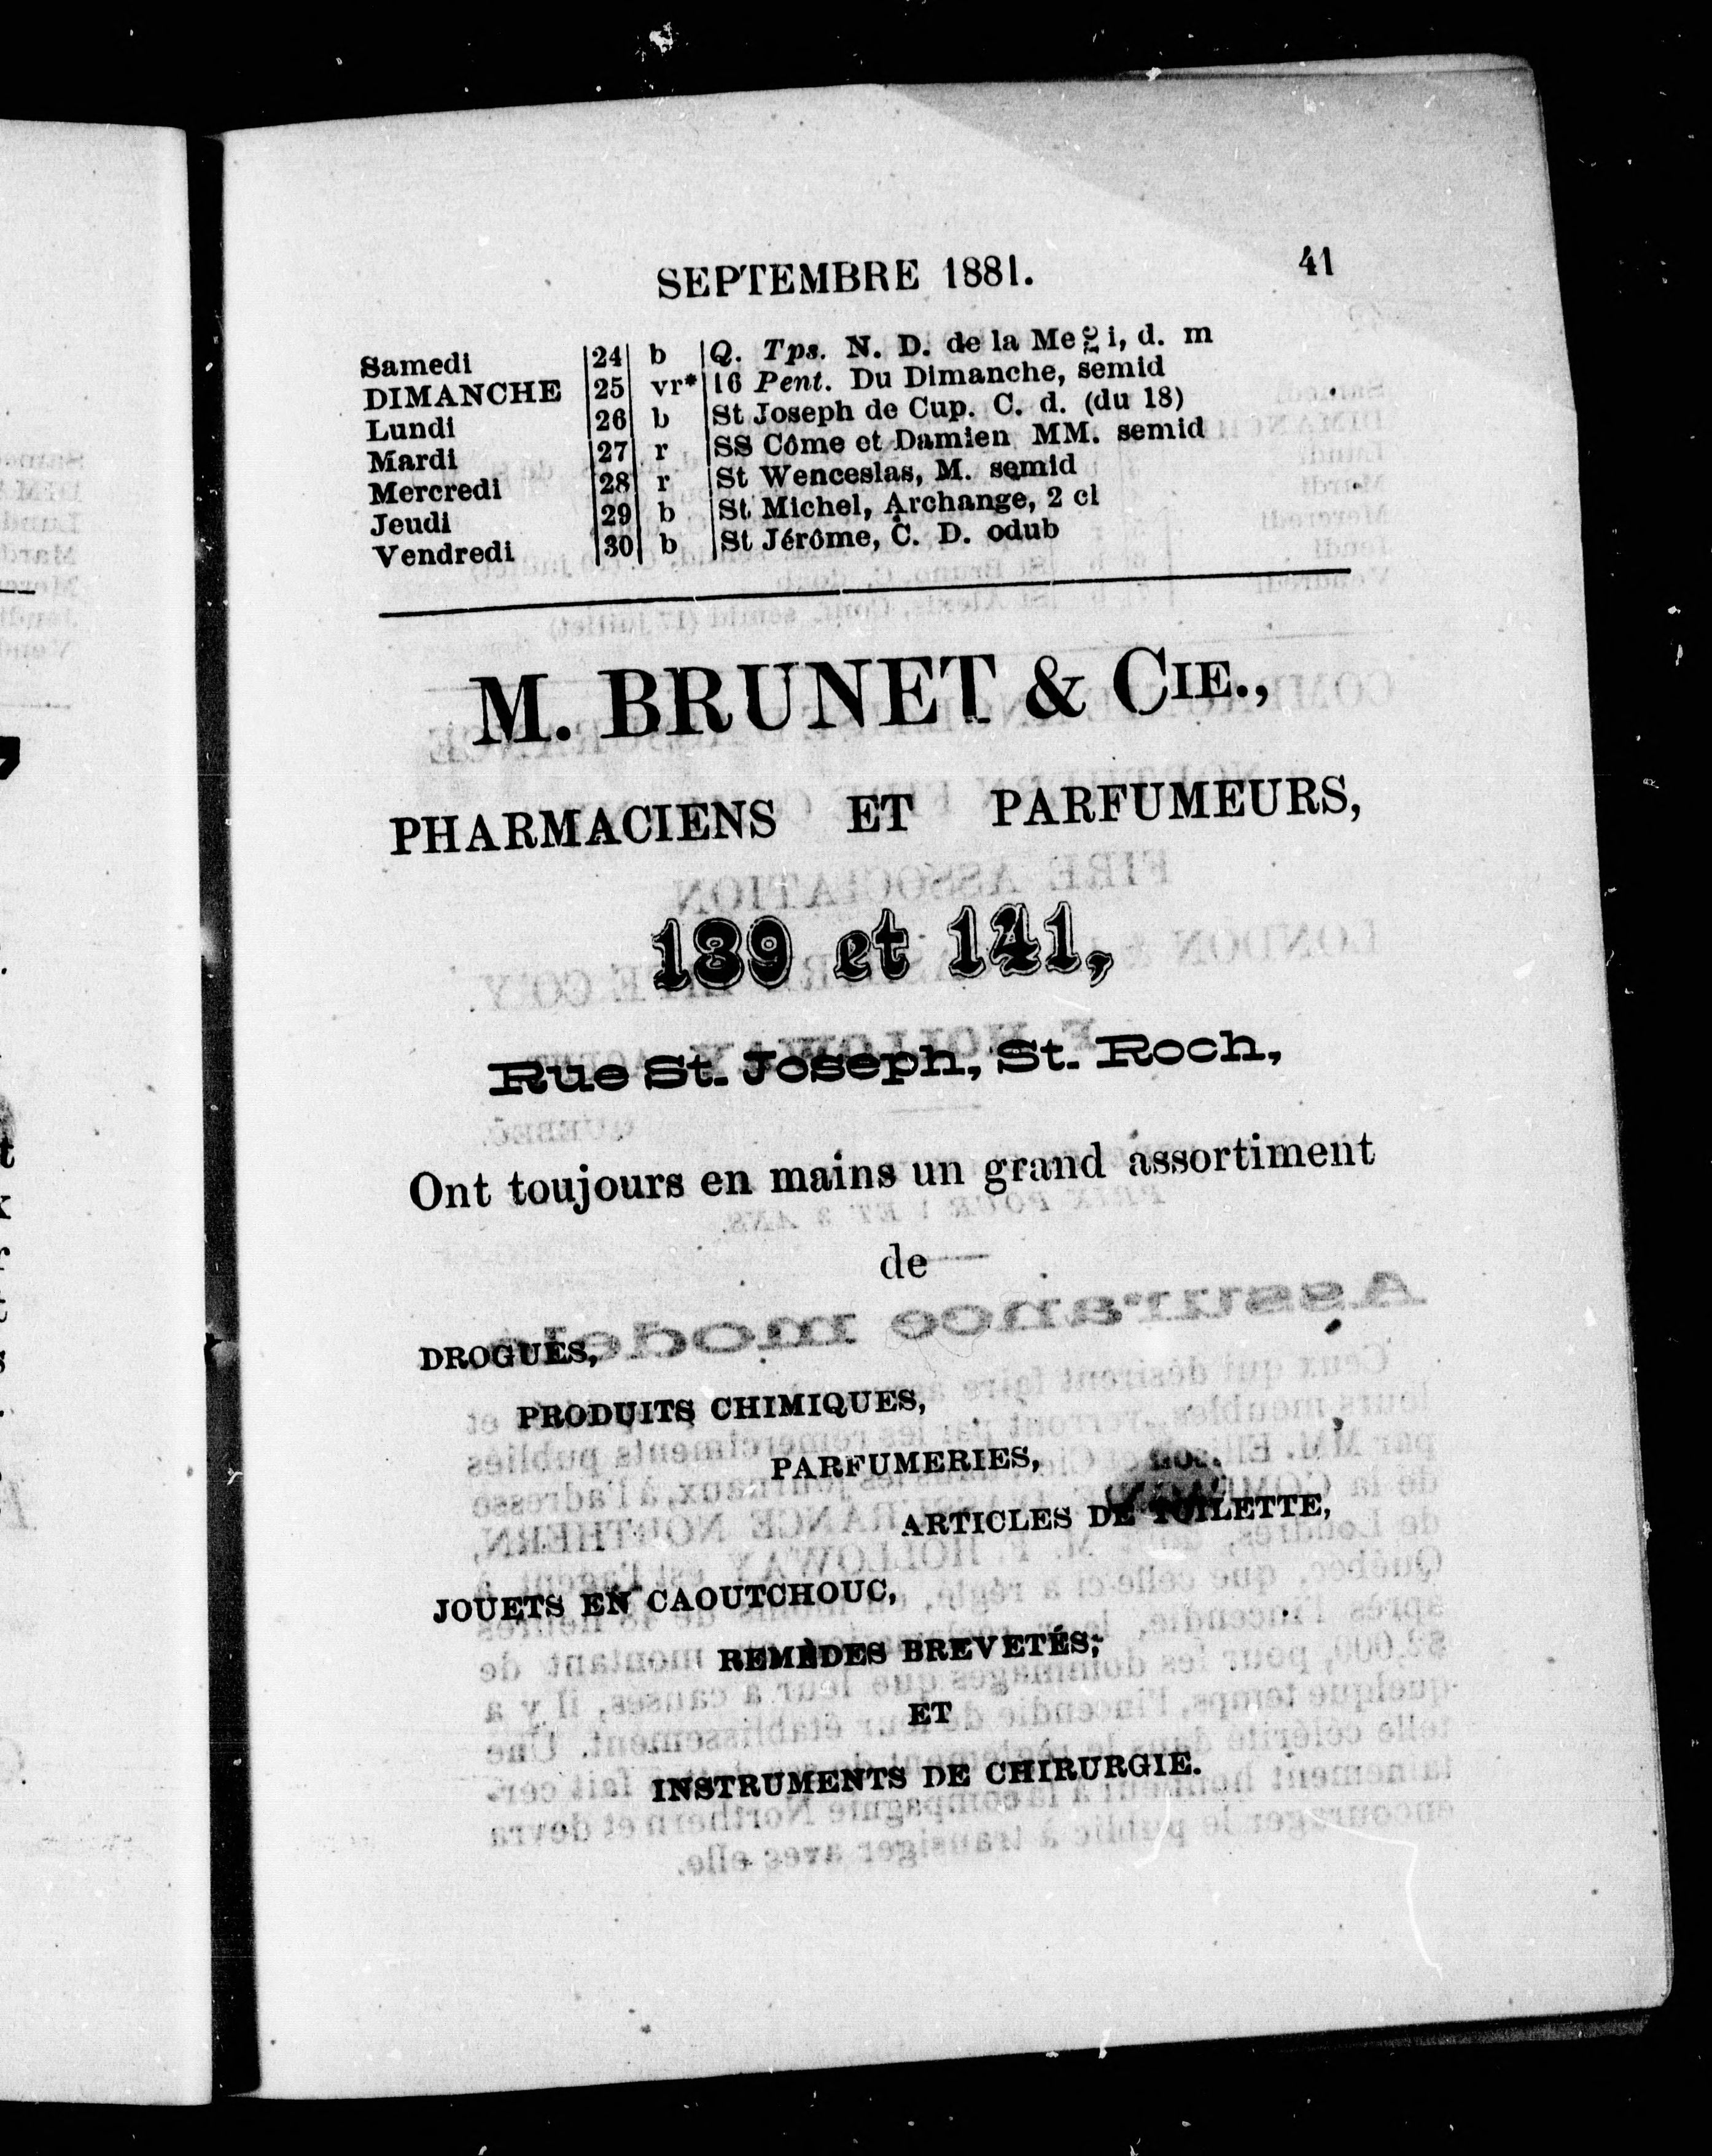 SEPTEMBRE 1881. 41
Samedi |24| b |Q. Tps. N. D. de la Me i, d. m
DIMANCHE |25| vr*|16 Pent. Du Dimanche, semid
Lundi |26| b |St Joseph de Cup. C. d. (du 18)
Mardi |27| r |SS Côme et Damien MM. semid
Mercredi |28| r |St Wenceslas, M. semid
Jeudi |29| b |St Michel, Archange, 2 cl
Vendredi |30| b |St Jérôme, C. D. odub
M. BRUNET & CIE.,
PHARMACIENS ET PARFUMEURS,
139 et 141,
Rue St. Joseph, St. Roch,
Ont toujours en mains un grand assortiment
de
DROGUES,
PRODUITS CHIMIQUES,
PARFUMERIES,
ARTICLES DE TOILETTE,
JOUETS EN CAOUTCHOUC,
REMÈDES BREVETÉS,
ET
INSTRUMENTS DE CHIRURGIE.